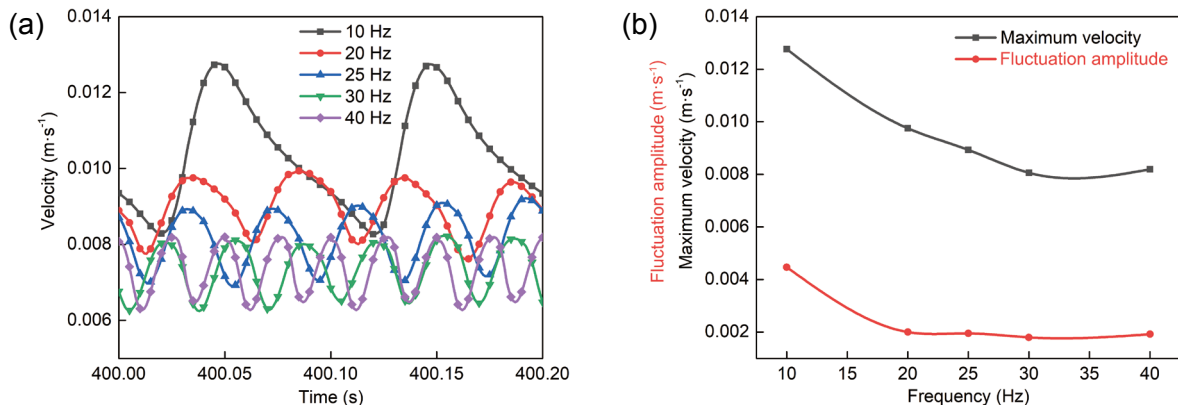 (a)
0.014
0.012
0.010
0.008
0.006
Velocity (m·s⁻¹)
10 Hz
20 Hz
25 Hz
30 Hz
40 Hz
400.00
400.05
400.10
400.15
400.20
Time (s)
(b)
Fluctuation amplitude (m·s⁻¹)
Maximum velocity (m·s⁻¹)
0.014
0.012
0.010
0.008
0.006
0.004
0.002
Maximum velocity
Fluctuation amplitude
10
15
20
25
30
35
40
Frequency (Hz)